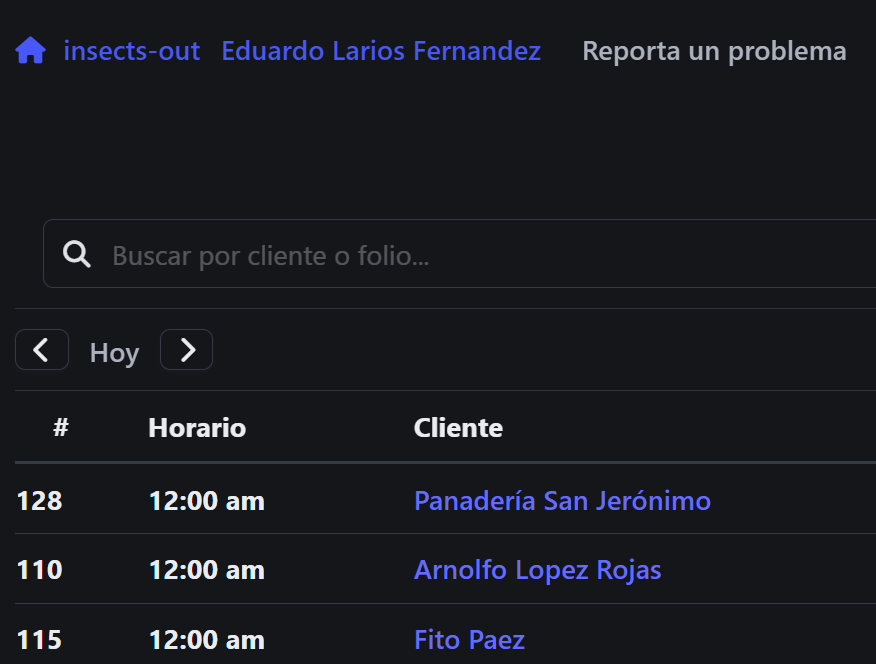 insects-out Eduardo Larios Fernandez Reporta un problema
Buscar por cliente o folio...
Hoy
# Horario Cliente
128 12:00 am Panadería San Jerónimo
110 12:00 am Arnolfo Lopez Rojas
115 12:00 am Fito Paez